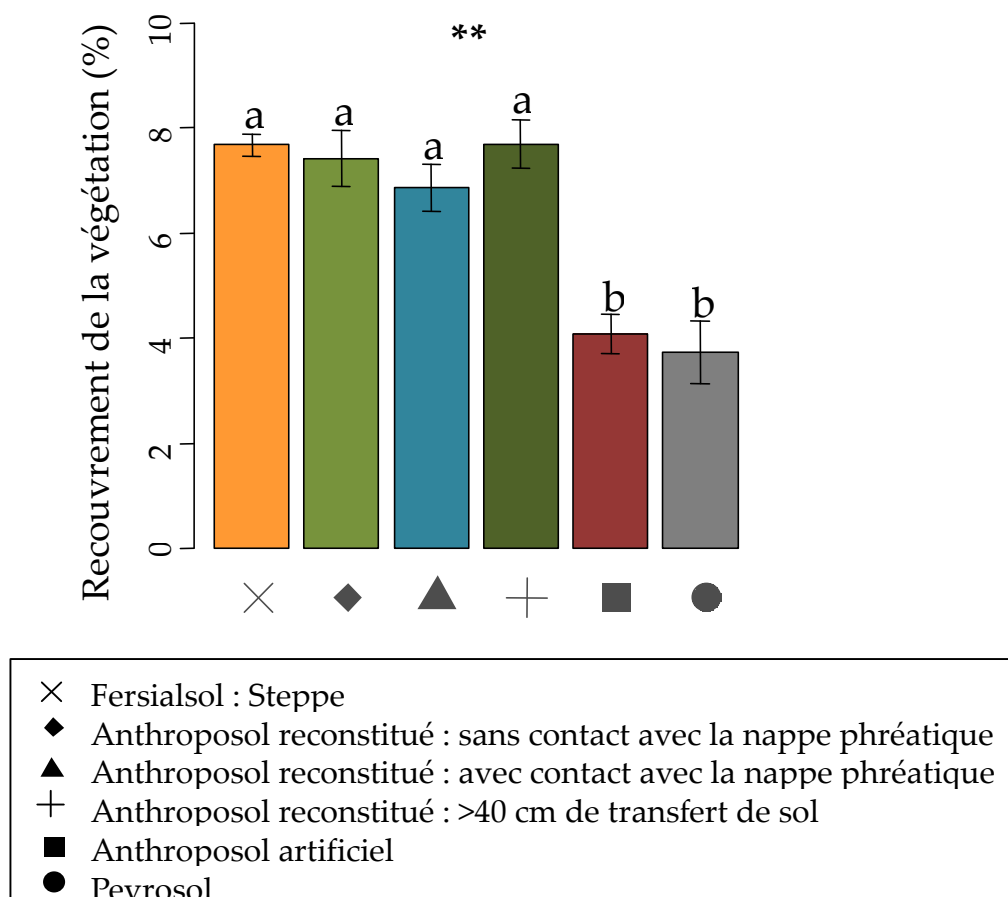 **
Recouvrement de la végétation (%)
10
8
6
4
2
0
a
a
a
a
b
b
Fersialsol : Steppe
Anthroposol reconstitué : sans contact avec la nappe phréatique
Anthroposol reconstitué : avec contact avec la nappe phréatique
Anthroposol reconstitué : >40 cm de transfert de sol
Anthroposol artificiel
Peyrosol